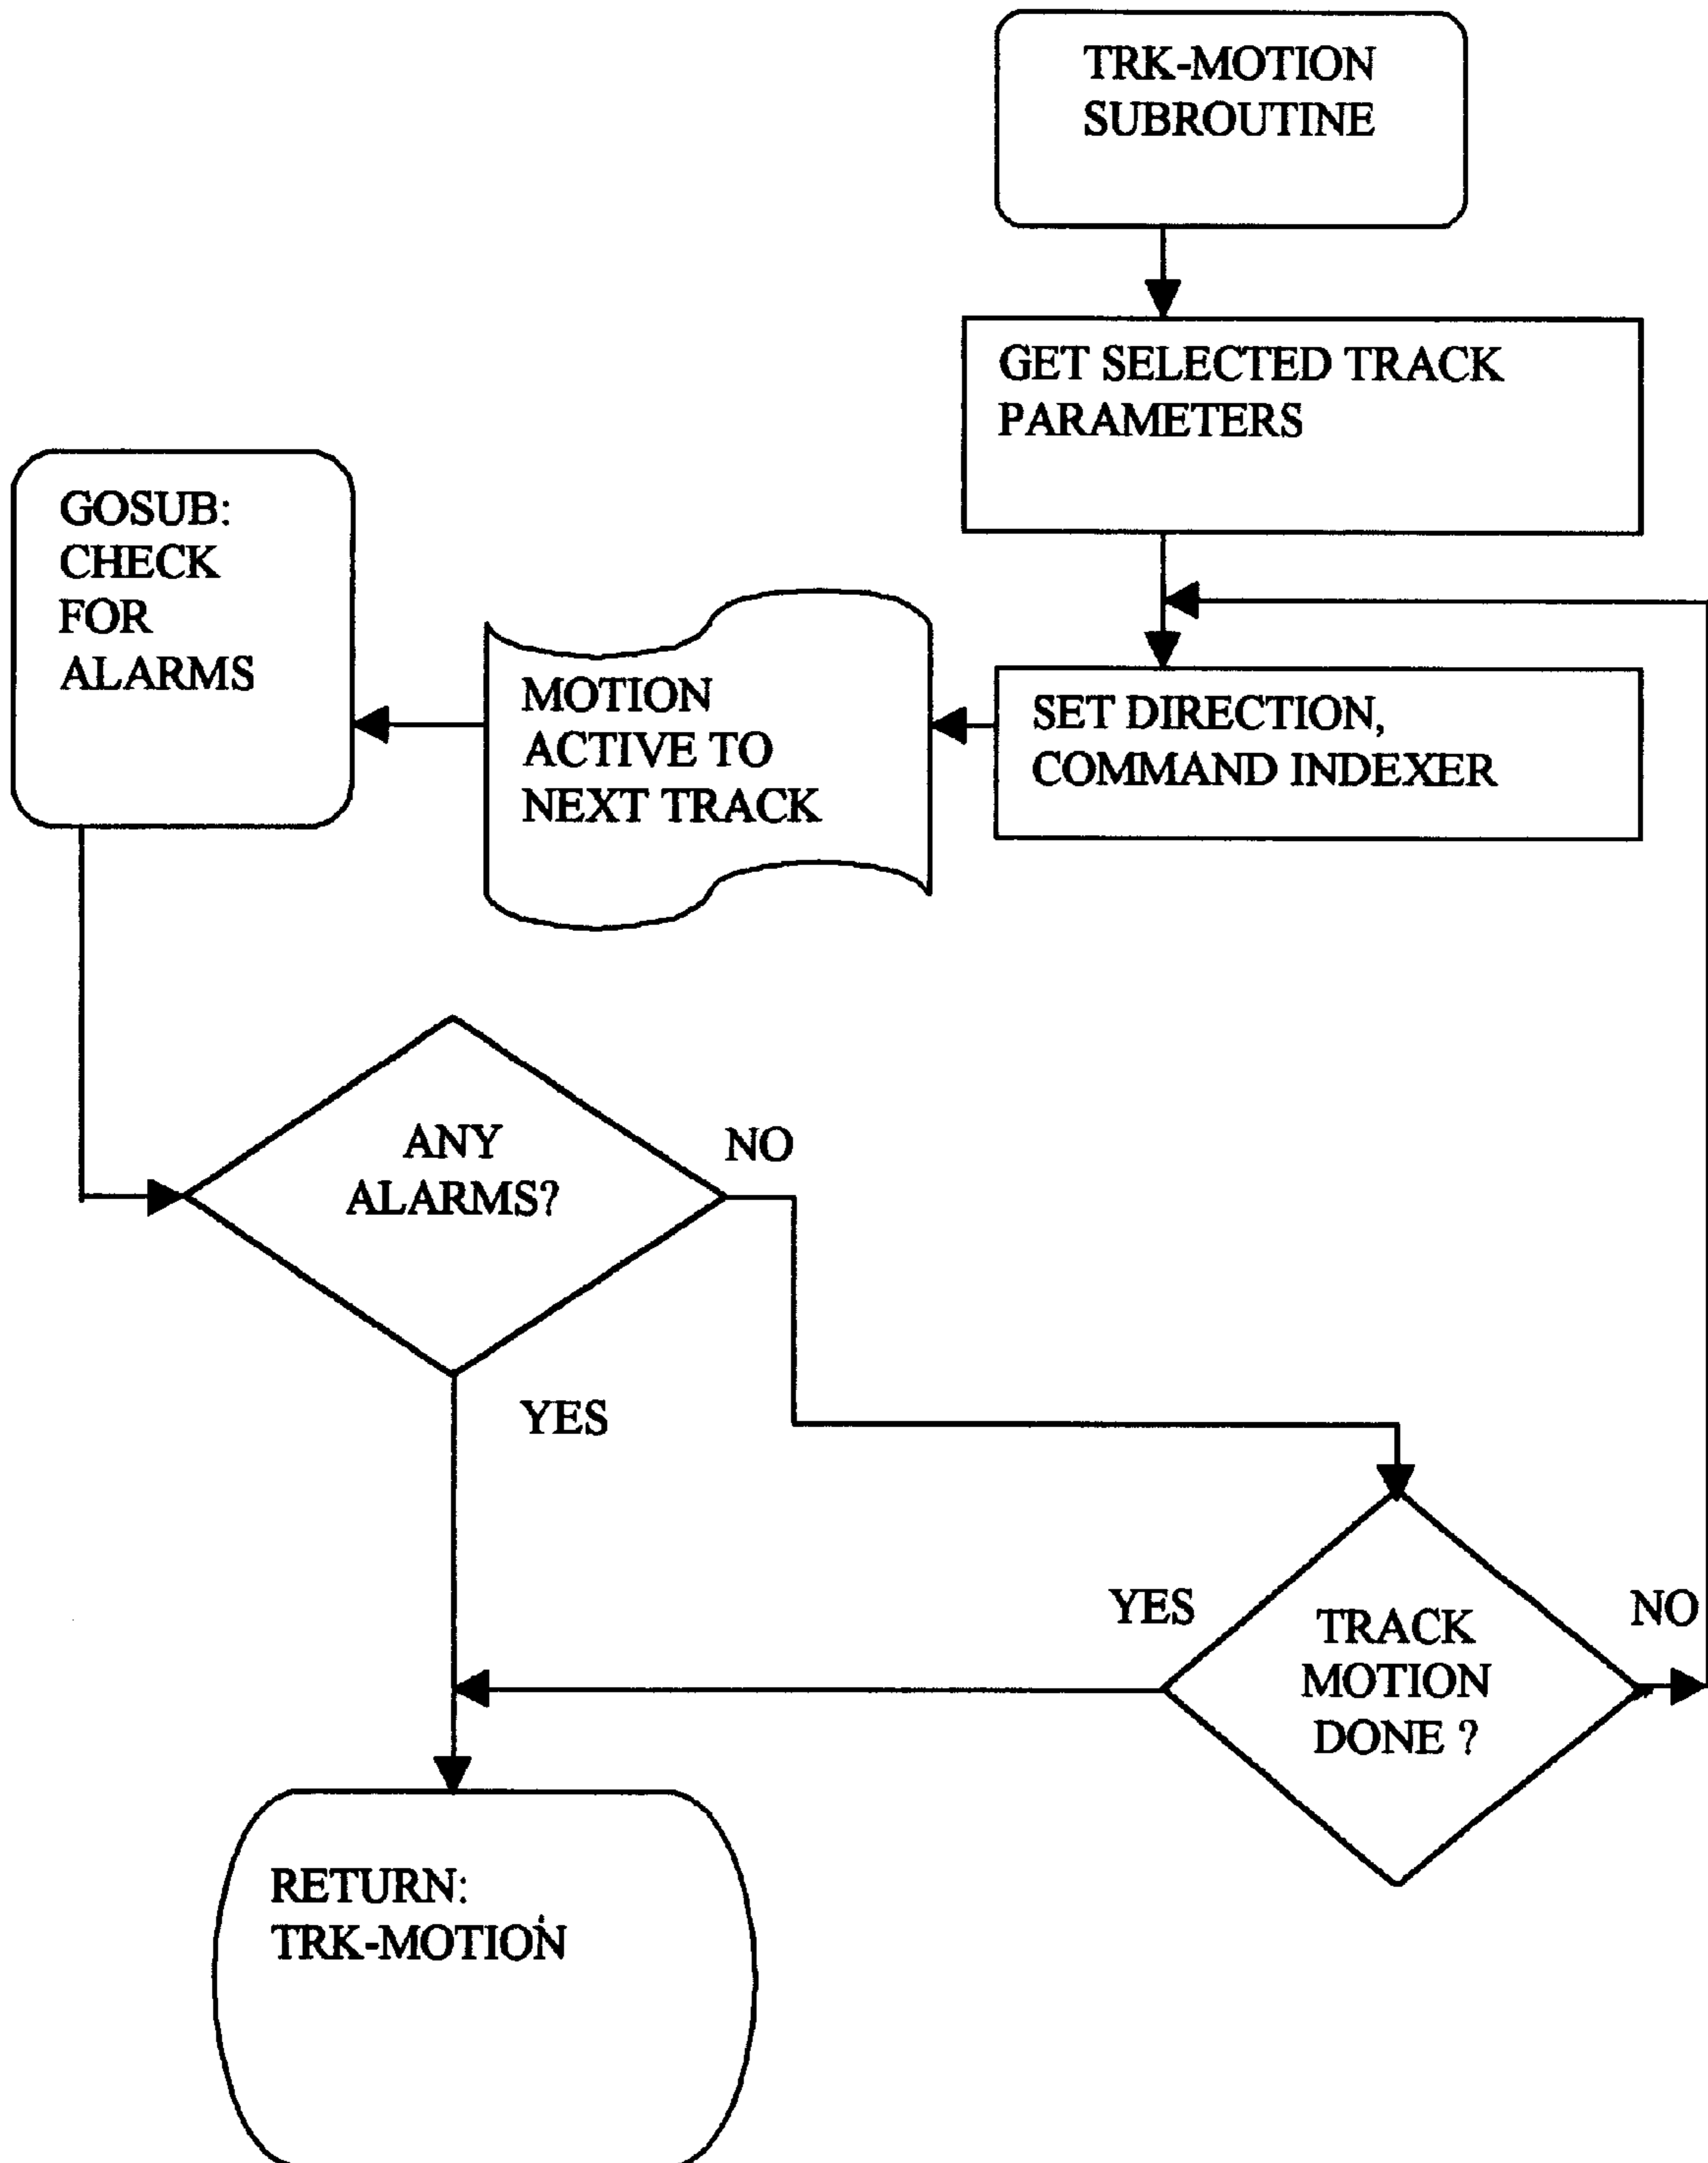 TRK-MOTION
SUBROUTINE
GET SELECTED TRACK
PARAMETERS
SET DIRECTION,
COMMAND INDEXER
MOTION
ACTIVE TO
NEXT TRACK
GOSUB:
CHECK
FOR
ALARMS
ANY
ALARMS?
NO
YES
TRACK
MOTION
DONE ?
YES
NO
RETURN:
TRK-MOTION